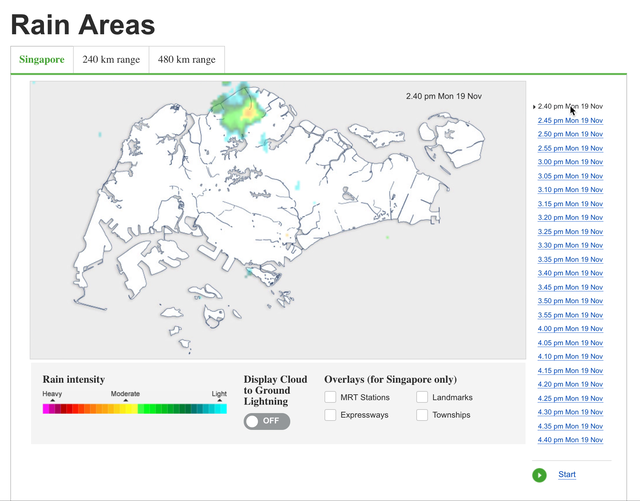 Rain Areas
Singapore
240 km range
480 km range
2.40 pm Mon 19 Nov
2.40 pm Mon 19 Nov
2.45 pm Mon 19 Nov
2.50 pm Mon 19 Nov
2.55 pm Mon 19 Nov
3.00 pm Mon 19 Nov
3.05 pm Mon 19 Nov
3.10 pm Mon 19 Nov
3.15 pm Mon 19 Nov
3.20 pm Mon 19 Nov
3.25 pm Mon 19 Nov
3.30 pm Mon 19 Nov
3.35 pm Mon 19 Nov
3.40 pm Mon 19 Nov
3.45 pm Mon 19 Nov
3.50 pm Mon 19 Nov
3.55 pm Mon 19 Nov
4.00 pm Mon 19 Nov
4.05 pm Mon 19 Nov
4.10 pm Mon 19 Nov
4.15 pm Mon 19 Nov
4.20 pm Mon 19 Nov
4.25 pm Mon 19 Nov
4.30 pm Mon 19 Nov
4.35 pm Mon 19 Nov
4.40 pm Mon 19 Nov
Start
Rain intensity
Heavy
Moderate
Light
Display Cloud
to Ground
Lightning
OFF
Overlays (for Singapore only)
MRT Stations
Landmarks
Expressways
Townships